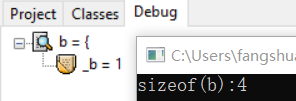 Project Classes Debug
b = {
_b = 1
C:\Users\fangshua
sizeof(b):4